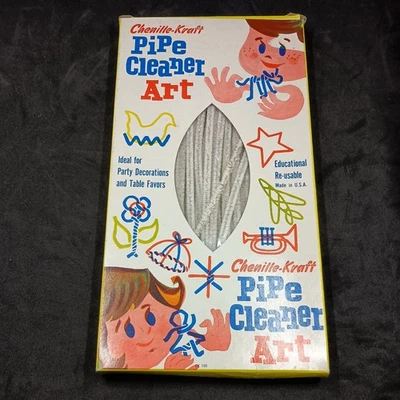 Chenille-Kraft
PiPe
Cleaner
Art
Ideal for
Party Decorations
and Table Favors
Educational
Re-usable
Made in U.S.A.
Chenille-Kraft
PiPe
Cleaner
Art